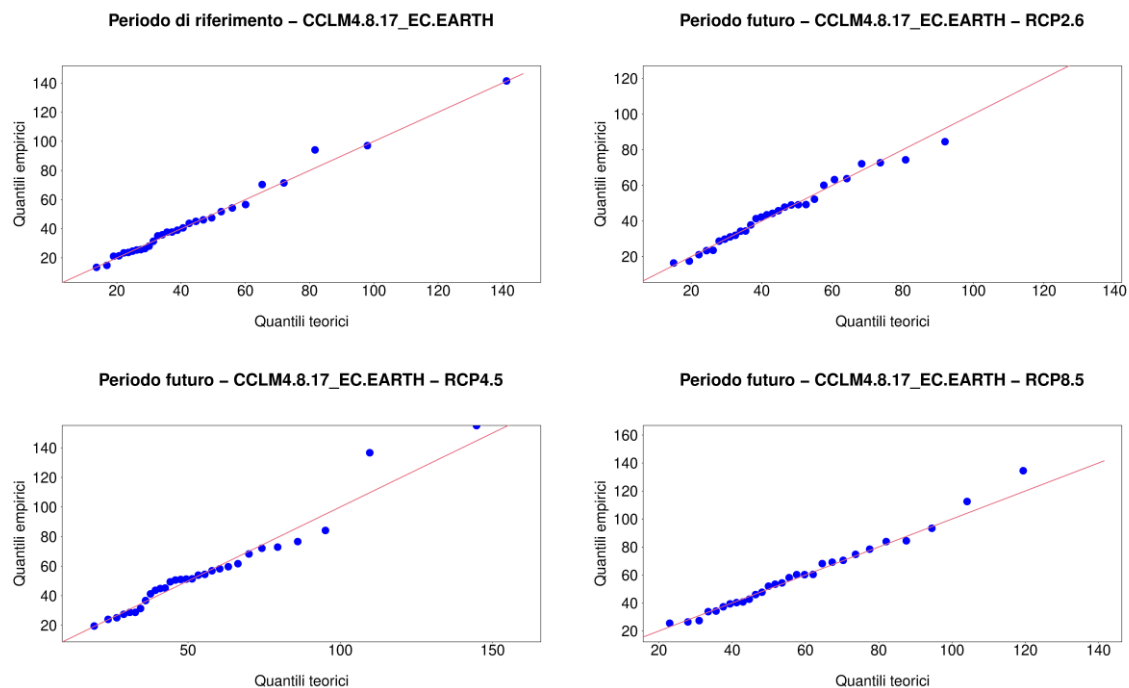 Periodo di riferimento – CCLM4.8.17_EC.EARTH
Quantili empirici
140
120
100
80
60
40
20
20 40 60 80 100 120 140
Quantili teorici
Periodo futuro – CCLM4.8.17_EC.EARTH – RCP2.6
Quantili empirici
120
100
80
60
40
20
20 40 60 80 100 120 140
Quantili teorici
Periodo futuro – CCLM4.8.17_EC.EARTH – RCP4.5
Quantili empirici
140
120
100
80
60
40
20
50 100 150
Quantili teorici
Periodo futuro – CCLM4.8.17_EC.EARTH – RCP8.5
Quantili empirici
160
140
120
100
80
60
40
20
20 40 60 80 100 120 140
Quantili teorici